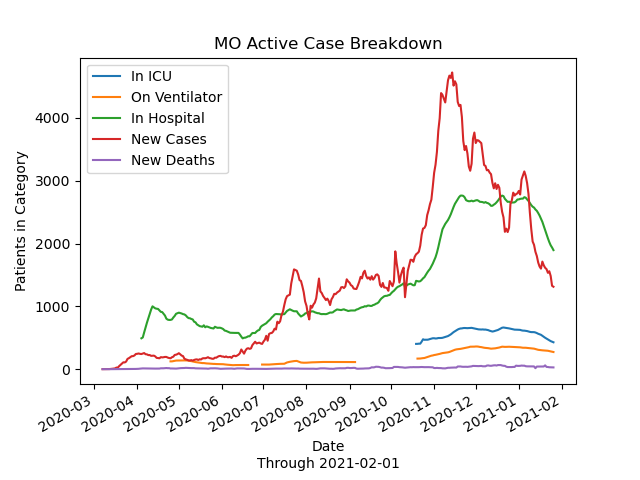 MO Active Case Breakdown
In ICU
On Ventilator
In Hospital
New Cases
New Deaths
Patients in Category
4000
3000
2000
1000
0
2020-03
2020-04
2020-05
2020-06
2020-07
2020-08
2020-09
2020-10
2020-11
2020-12
2021-01
2021-02
Date
Through 2021-02-01